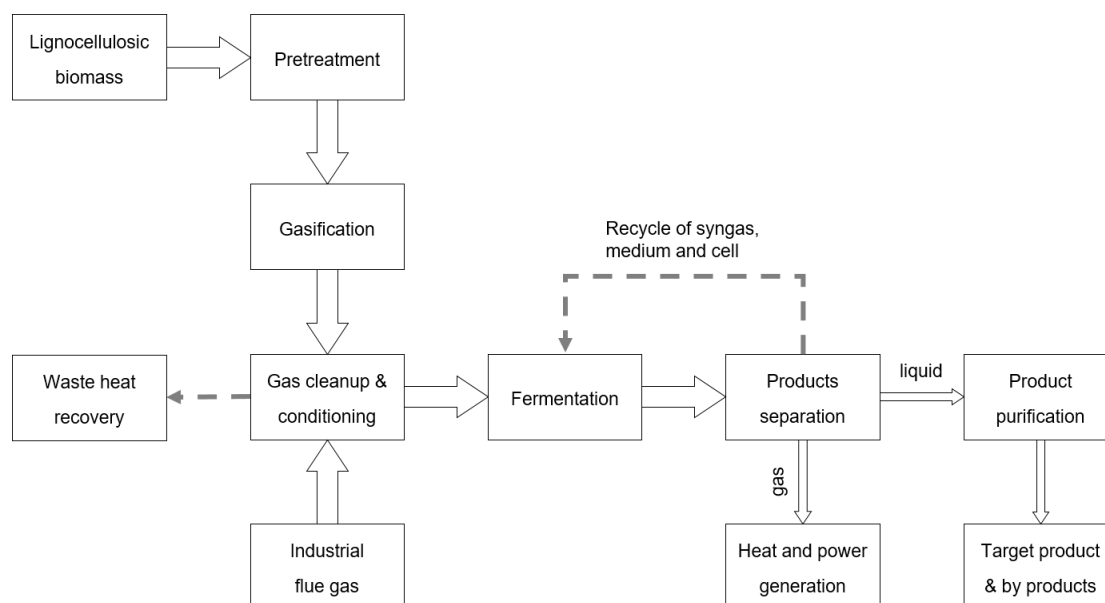 Lignocellulosic
biomass
Pretreatment
Gasification
Recycle of syngas,
medium and cell
Waste heat
recovery
Gas cleanup &
conditioning
Fermentation
Products
separation
liquid
Product
purification
gas
Industrial
flue gas
Heat and power
generation
Target product
& by products